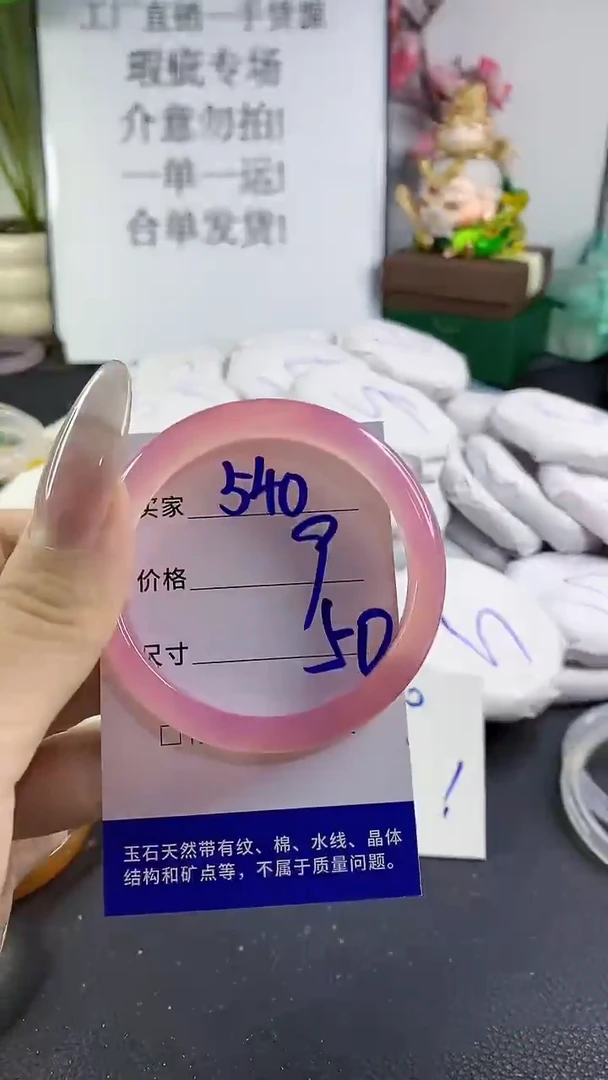 工厂直销一手货源
瑕疵专场
介意勿拍!
一单一运!
合单发货!
买家 540
价格 9
尺寸 50
玉石天然带有纹、棉、水线、晶体
结构和矿点等，不属于质量问题。
!